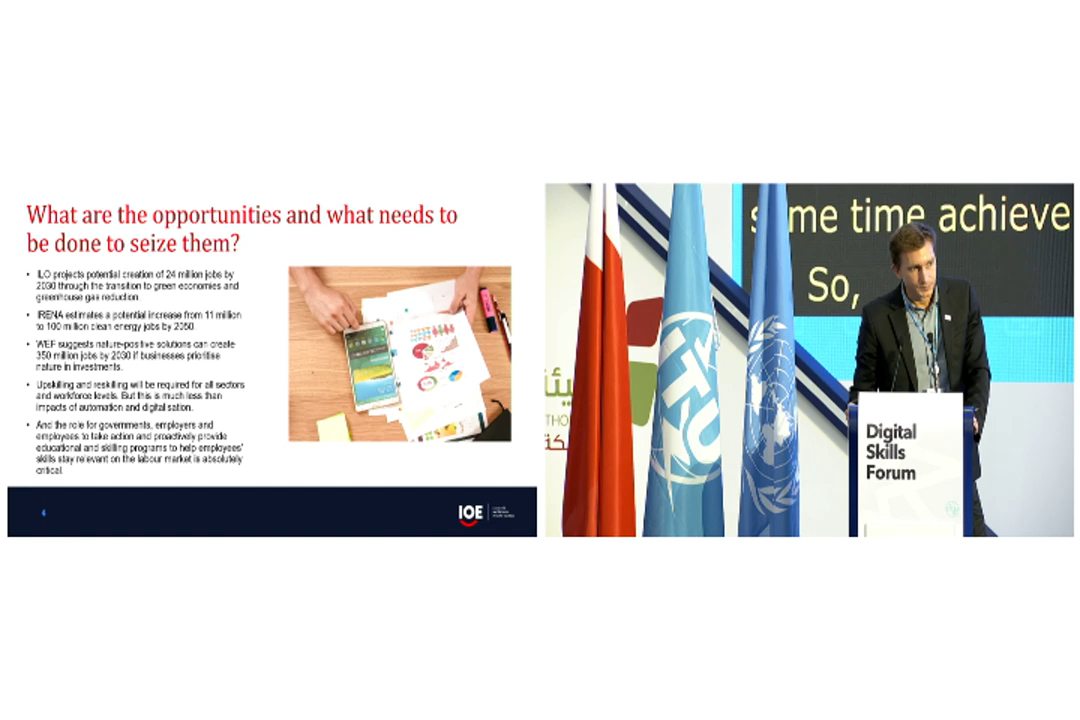 What are the opportunities and what needs to
be done to seize them?
• ILO projects potential creation of 24 million jobs by
2030 through the transition to green economies and
greenhouse gas reduction.
• IRENA estimates a potential increase from 11 million
to 100 million clean energy jobs by 2050.
• WEF suggests nature-positive solutions can create
350 million jobs by 2030 if businesses prioritise
nature in investments.
• Upskilling and reskilling will be required for all sectors
and workforce levels. But this is much less than
impacts of automation and digitalisation.
• And the role for governments, employers and
employees to take action and proactively provide
educational and skilling programs to help employees'
skills stay relevant on the labour market is absolutely
critical.
4
IOE
some time achieve
So,
ITU
Digital
Skills
Forum